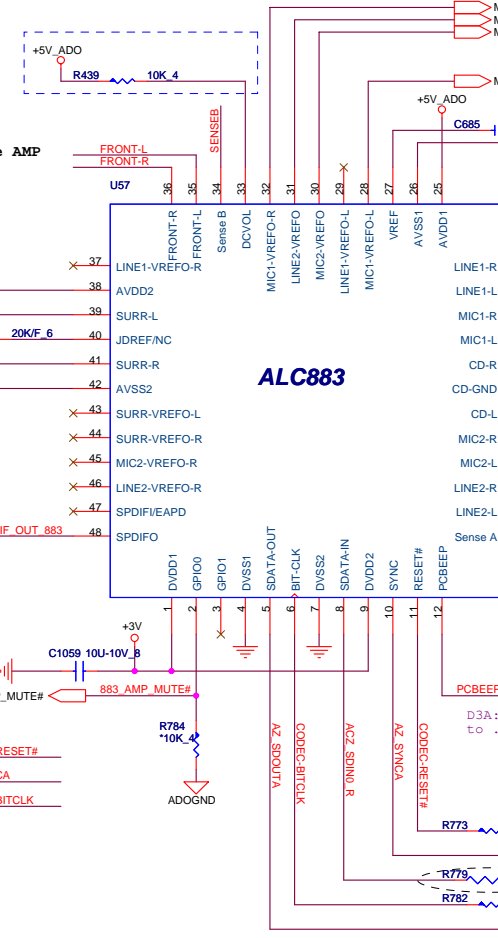 +5V_ADO
R439
10K_4
SENSEB
+5V_ADO
C685
AMP
FRONT-L
FRONT-R
U57
36
35
34
33
32
31
30
29
28
27
26
25
FRONT-R
FRONT-L
Sense B
DCVOL
MIC1-VREFO-R
LINE2-VREFO
MIC2-VREFO
LINE1-VREFO-L
MIC1-VREFO-L
VREF
AVSS1
AVDD1
37
LINE1-VREFO-R
38
AVDD2
39
SURR-L
20K/F_6
40
JDREF/NC
41
SURR-R
42
AVSS2
43
SURR-VREFO-L
44
SURR-VREFO-R
45
MIC2-VREFO-R
46
LINE2-VREFO-R
47
SPDIFI/EAPD
IF_OUT_883
48
SPDIFO
ALC883
LINE1-R
LINE1-L
MIC1-R
MIC1-L
CD-R
CD-GND
CD-L
MIC2-R
MIC2-L
LINE2-R
LINE2-L
Sense A
DVDD1
GPIO0
GPIO1
DVSS1
SDATA-OUT
BIT-CLK
DVSS2
SDATA-IN
DVDD2
SYNC
RESET#
PCBEEP
1
2
3
4
5
6
7
8
9
10
11
12
+3V
C1059
10U-10V_8
_MUTE#
883_AMP_MUTE#
PCBEEP
D3A:
to
R784
*10K_4
ADOGND
AZ_SDOUTA
CODEC-BITCLK
ACZ_SDIN0_R
AZ_SYNCA
CODEC-RESET#
RESET#
CA
BITCLK
R773
R779
R782